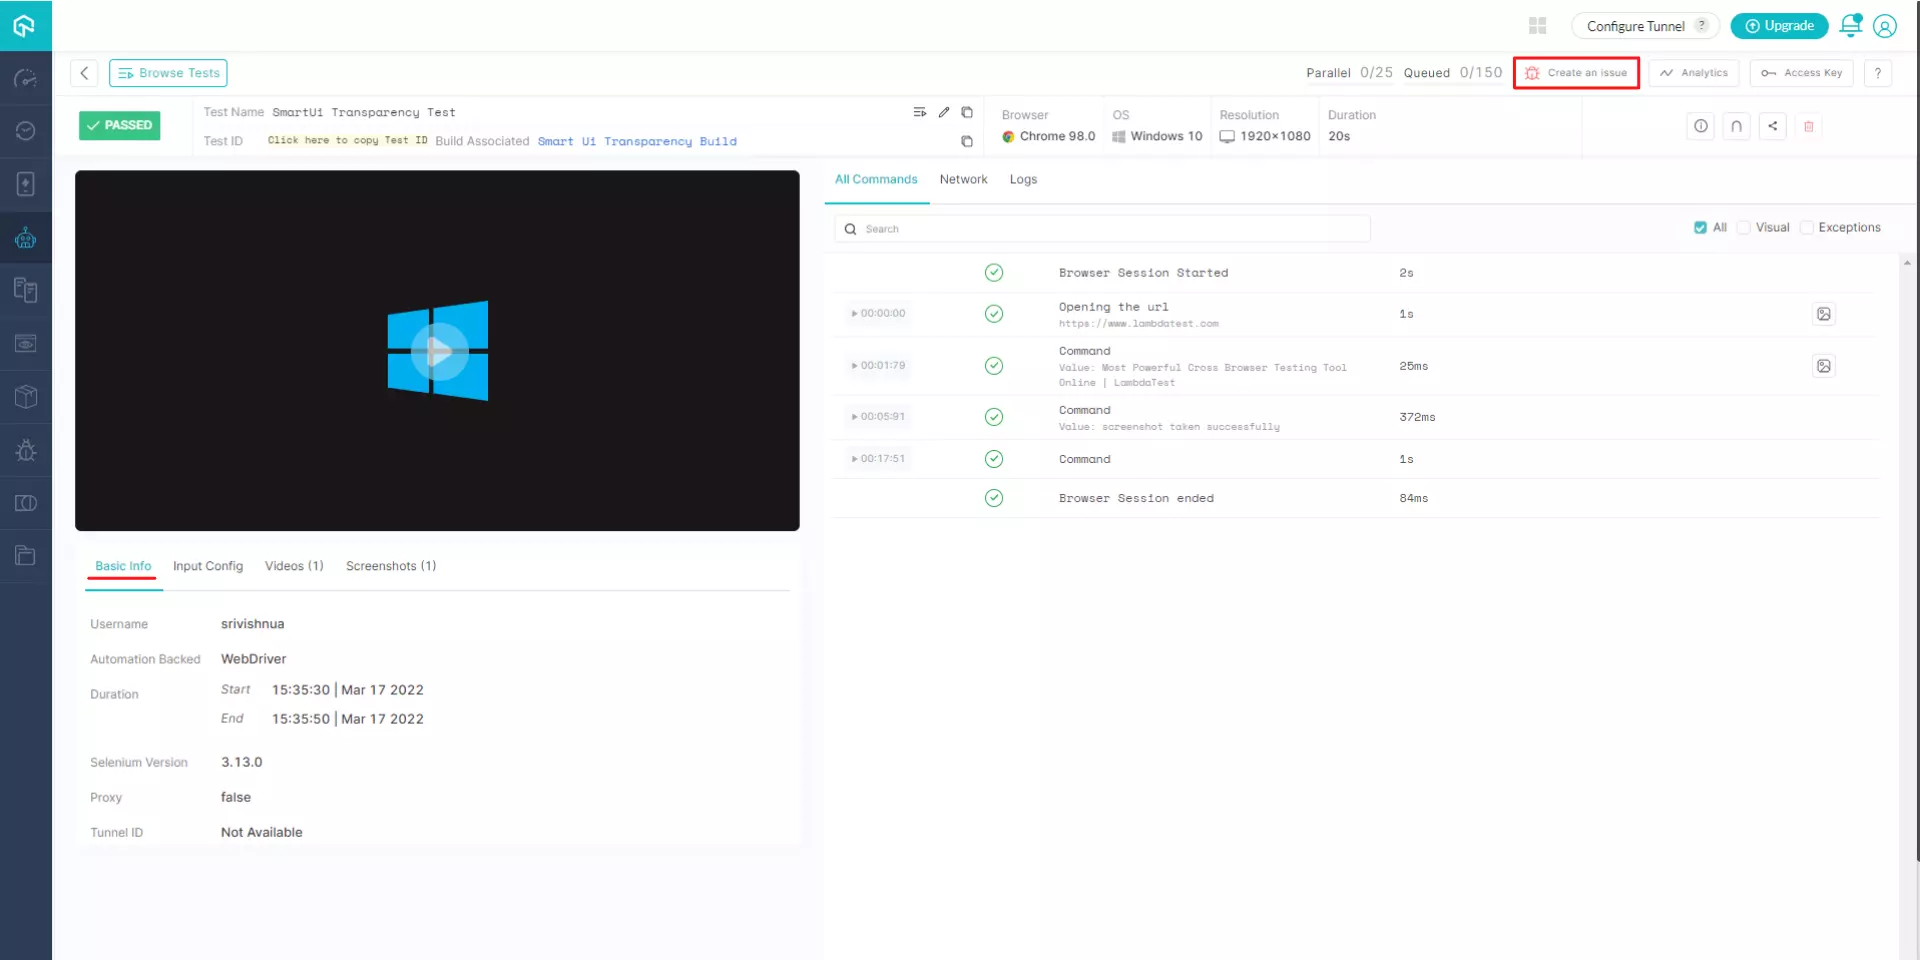 Configure Tunnel ?
Upgrade
Browse Tests
Parallel 0/25 Queued 0/150
Create an issue
Analytics
Access Key
?
PASSED
Test Name SmartUi Transparency Test
Test ID Click here to copy Test ID Build Associated Smart Ui Transparency Build
Browser
Chrome 98.0
OS
Windows 10
Resolution
1920×1080
Duration
20s
All Commands Network Logs
Search
All Visual Exceptions
Browser Session Started 2s
00:00:00 Opening the url 1s
https://www.lambdatest.com
00:01:79 Command 25ms
Value: Most Powerful Cross Browser Testing Tool
Online | LambdaTest
00:05:91 Command 372ms
Value: screenshot taken successfully
00:17:51 Command 1s
Browser Session ended 84ms
Basic Info Input Config Videos (1) Screenshots (1)
Username srivishnua
Automation Backed WebDriver
Duration Start 15:35:30 | Mar 17 2022
End 15:35:50 | Mar 17 2022
Selenium Version 3.13.0
Proxy false
Tunnel ID Not Available